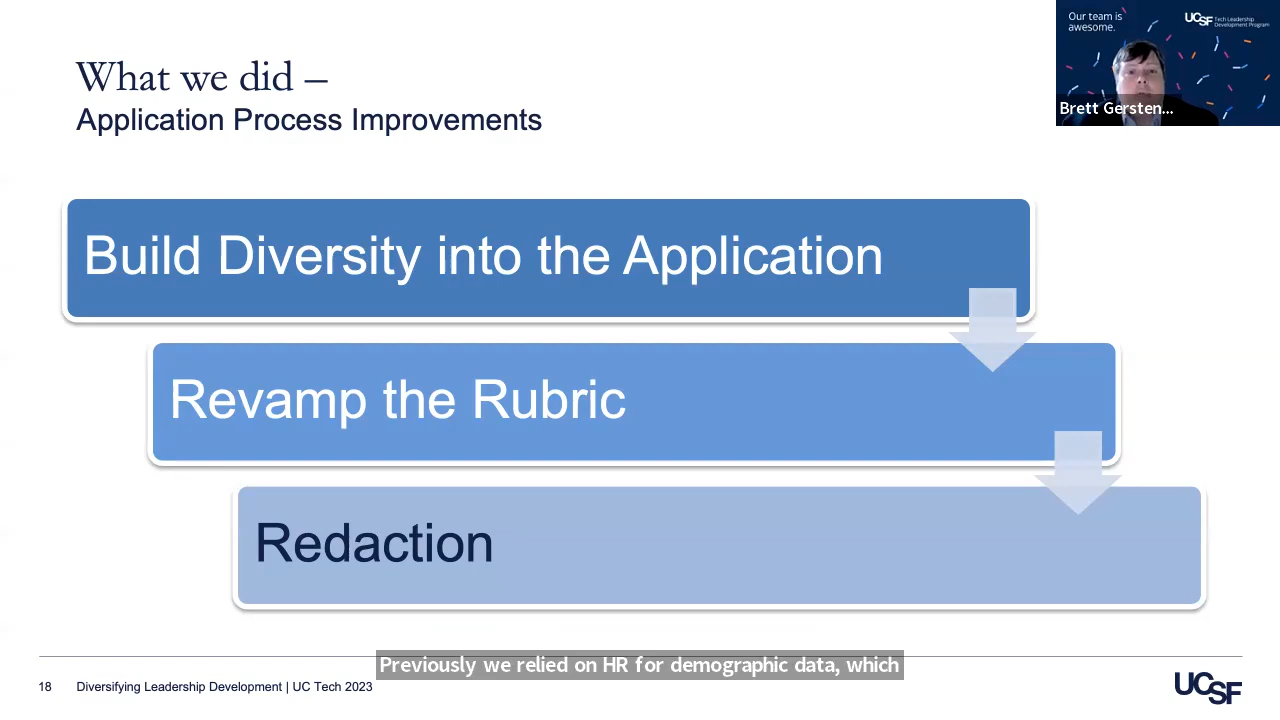 What we did –
Application Process Improvements
Our team is
awesome.
UCSF Tech Leadership
Development Program
Brett Gersten...
Build Diversity into the Application
Revamp the Rubric
Redaction
Previously we relied on HR for demographic data, which
18 Diversifying Leadership Development | UC Tech 2023
UCSF